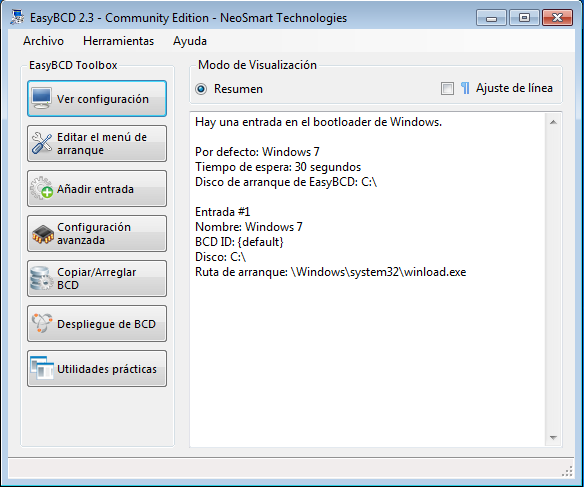 EasyBCD 2.3 - Community Edition - NeoSmart Technologies
Archivo Herramientas Ayuda
EasyBCD Toolbox
Ver configuración
Editar el menú de
arranque
Añadir entrada
Configuración
avanzada
Copiar/Arreglar
BCD
Despliegue de BCD
Utilidades prácticas
Modo de Visualización
Resumen
¶ Ajuste de línea
Hay una entrada en el bootloader de Windows.
Por defecto: Windows 7
Tiempo de espera: 30 segundos
Disco de arranque de EasyBCD: C:\
Entrada #1
Nombre: Windows 7
BCD ID: {default}
Disco: C:\
Ruta de arranque: \Windows\system32\winload.exe